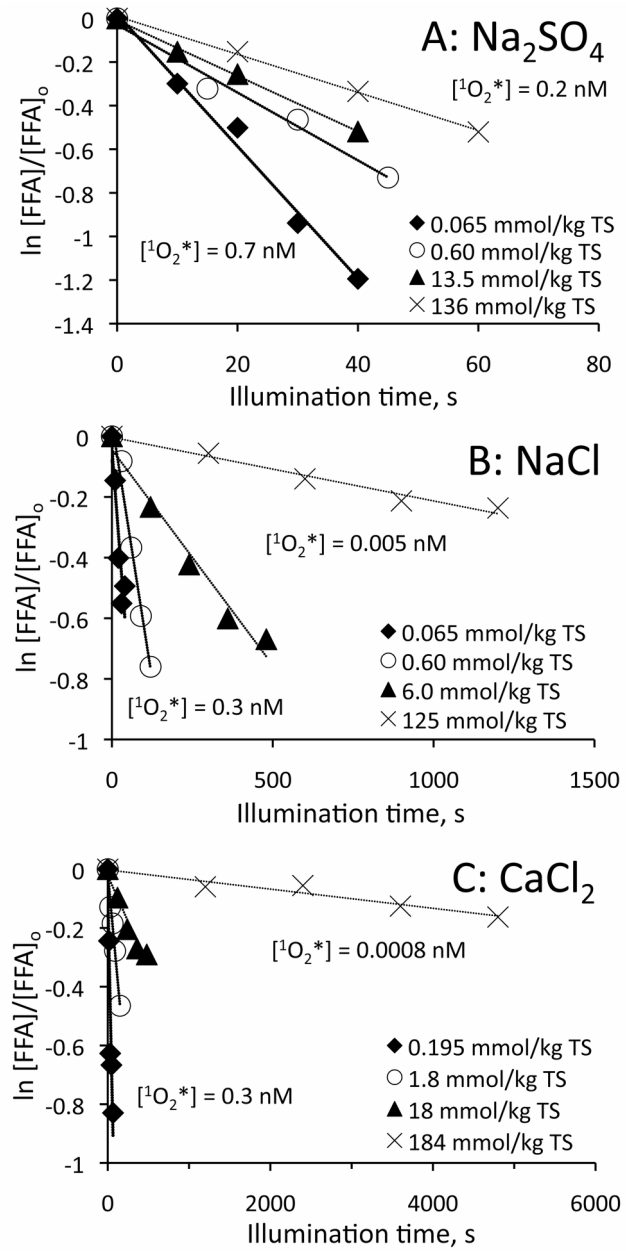 A: Na₂SO₄
0
-0.2
-0.4
-0.6
-0.8
-1
-1.2
-1.4
ln [FFA]/[FFA]ₒ
[¹O₂*] = 0.2 nM
[¹O₂*] = 0.7 nM
0.065 mmol/kg TS
0.60 mmol/kg TS
13.5 mmol/kg TS
136 mmol/kg TS
0 20 40 60 80
Illumination time, s
B: NaCl
0
-0.2
-0.4
-0.6
-0.8
-1
ln [FFA]/[FFA]ₒ
[¹O₂*] = 0.005 nM
[¹O₂*] = 0.3 nM
0.065 mmol/kg TS
0.60 mmol/kg TS
6.0 mmol/kg TS
125 mmol/kg TS
0 500 1000 1500
Illumination time, s
C: CaCl₂
0
-0.2
-0.4
-0.6
-0.8
-1
ln [FFA]/[FFA]ₒ
[¹O₂*] = 0.0008 nM
[¹O₂*] = 0.3 nM
0.195 mmol/kg TS
1.8 mmol/kg TS
18 mmol/kg TS
184 mmol/kg TS
0 2000 4000 6000
Illumination time, s